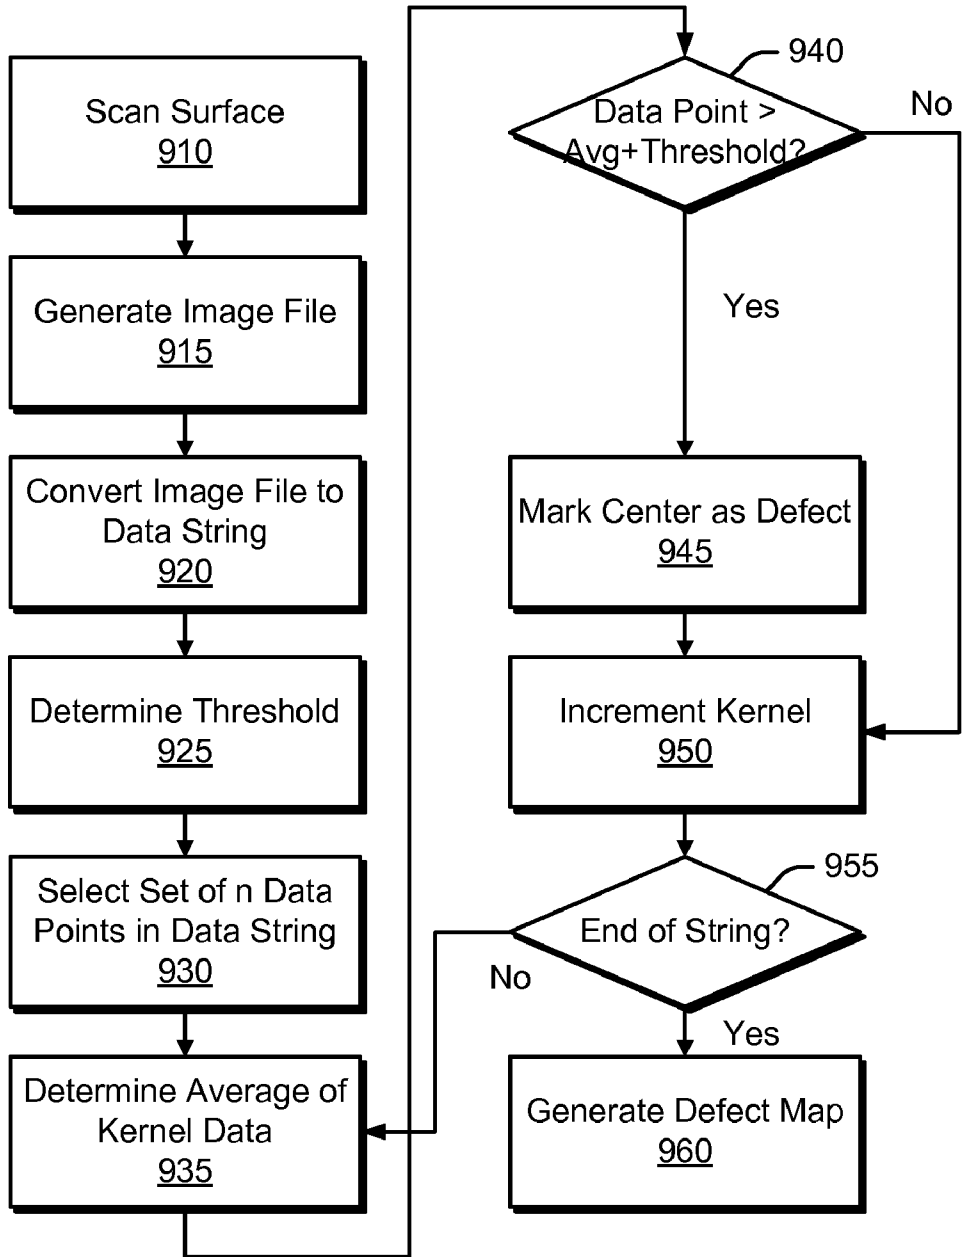 Scan Surface
910
Generate Image File
915
Convert Image File to
Data String
920
Determine Threshold
925
Select Set of n Data
Points in Data String
930
Determine Average of
Kernel Data
935
940
Data Point >
Avg+Threshold?
No
Yes
Mark Center as Defect
945
Increment Kernel
950
955
End of String?
No
Yes
Generate Defect Map
960